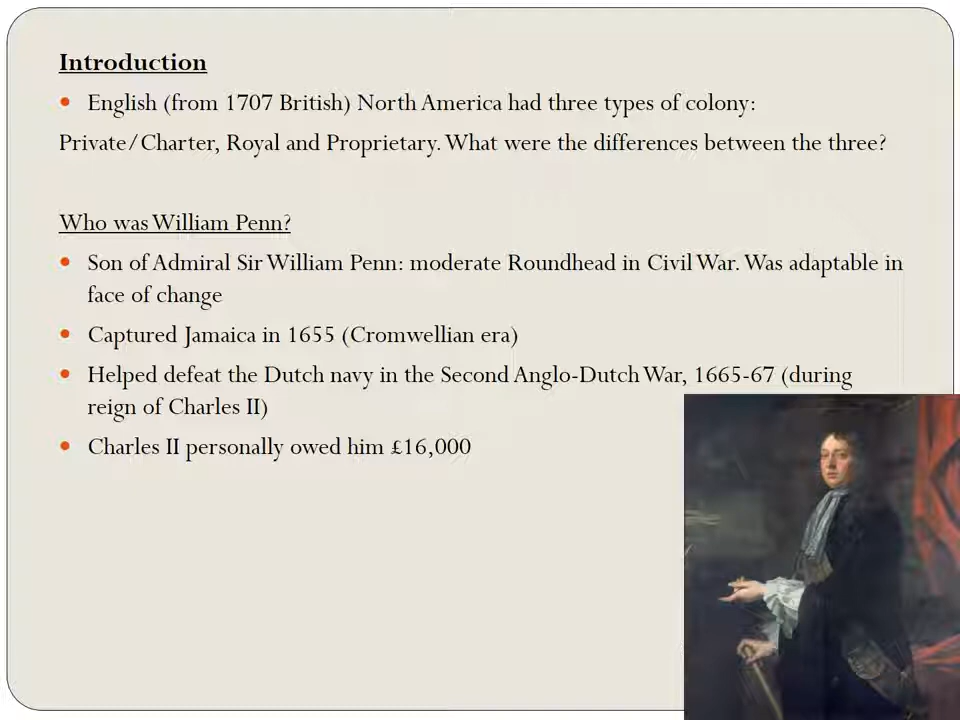 Introduction
• English (from 1707 British) North America had three types of colony:
Private/Charter, Royal and Proprietary. What were the differences between the three?
Who was William Penn?
• Son of Admiral Sir William Penn: moderate Roundhead in Civil War. Was adaptable in
face of change
• Captured Jamaica in 1655 (Cromwellian era)
• Helped defeat the Dutch navy in the Second Anglo-Dutch War, 1665-67 (during
reign of Charles II)
• Charles II personally owed him £16,000